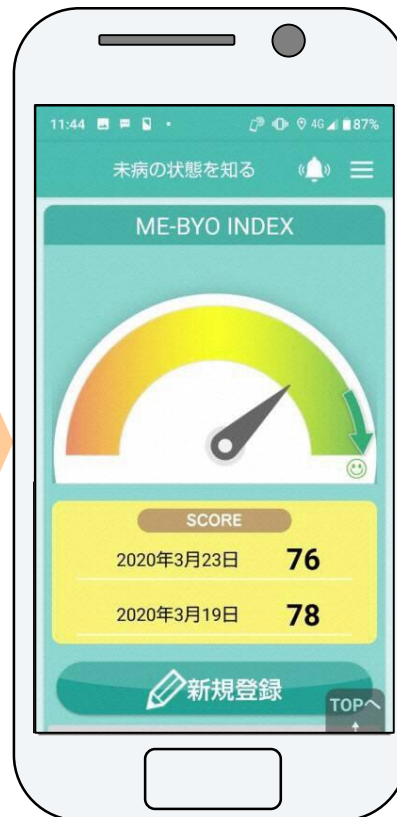 11:44 4G 87%
未病の状態を知る
ME-BYO INDEX
SCORE
2020年3月23日 76
2020年3月19日 78
新規登録
TOPへ